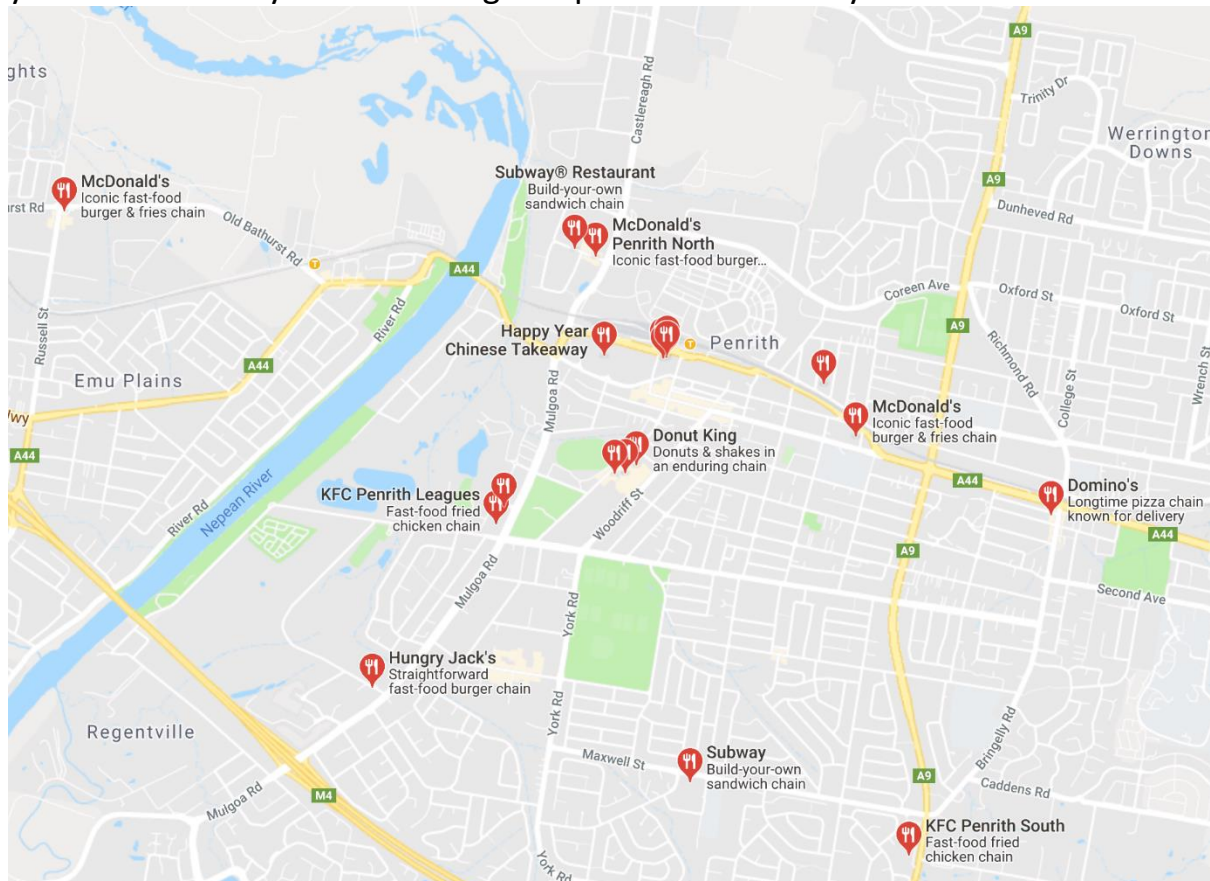 A9
ghts
Trinity Dr
Werrington
Downs
Castlereagh Rd
McDonald's
Iconic fast-food
burger & fries chain
urst Rd
Old Bathurst Rd
Subway® Restaurant
Build-your-own
sandwich chain
A9
Dunheved Rd
McDonald's
Penrith North
Iconic fast-food burger...
T
A44
Coreen Ave
Oxford St
Oxford St
River Rd
Russell St
Happy Year
Chinese Takeaway
T
Penrith
A9
Richmond Rd
College St
Wrench St
A44
Emu Plains
Mulgoa Rd
McDonald's
Iconic fast-food
burger & fries chain
wy
A44
Donut King
Donuts & shakes in
an enduring chain
A44
Domino's
Longtime pizza chain
known for delivery
A44
KFC Penrith Leagues
Fast-food fried
chicken chain
Woodriff St
River Rd
Nepean River
A9
Mulgoa Rd
Second Ave
York Rd
Hungry Jack's
Straightforward
fast-food burger chain
York Rd
Regentville
Bringelly Rd
Maxwell St
Subway
Build-your-own
sandwich chain
A9
Caddens Rd
M4
Mulgoa Rd
KFC Penrith South
Fast-food fried
chicken chain
York Rd